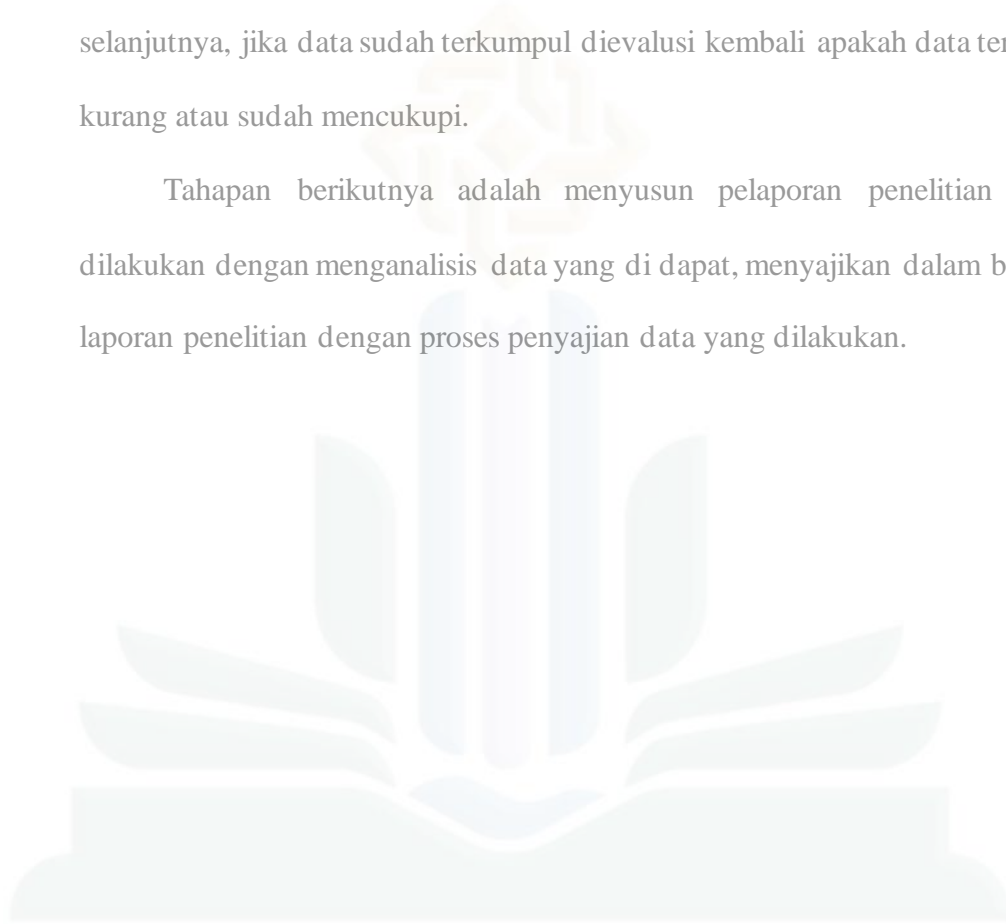 selanjutnya, jika data sudah terkumpul dievalusi kembali apakah data
kurang atau sudah mencukupi.
Tahapan berikutnya adalah menyusun pelaporan penelitian
dilakukan dengan menganalisis data yang di dapat, menyajikan dalam
laporan penelitian dengan proses penyajian data yang dilakukan.